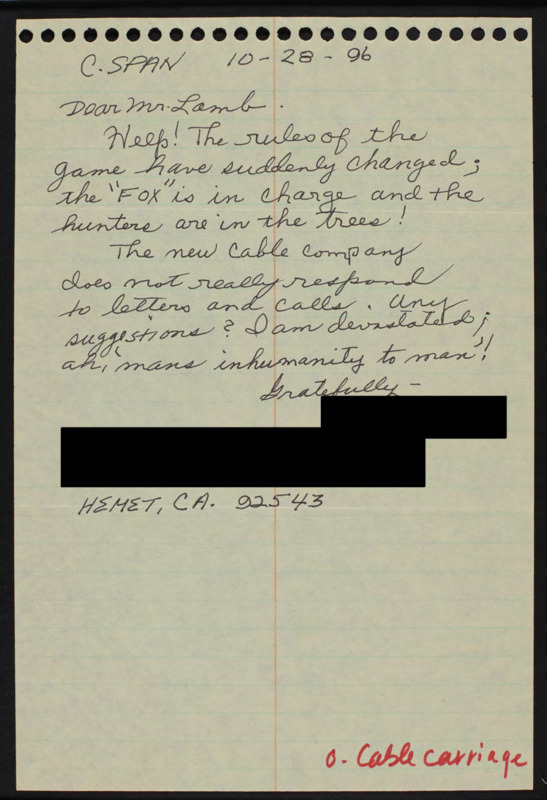 C-SPAN 10-28-96
Dear Mr. Lamb.
Help! The rules of the
game have suddenly changed;
the "FOX" is in charge and the
hunters are in the trees!
The new cable company
does not really respond
to letters and calls. Any
suggestions? I am devastated;
ah, 'mans inhumanity to man'!
Gratefully -
HEMET, CA. 92543
o. Cable carriage